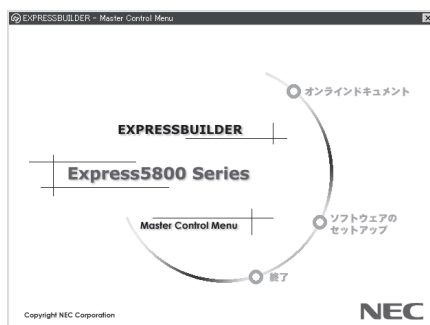 EXPRESSBUILDER - Master Control Menu
オンラインドキュメント
EXPRESSBUILDER
Express5800 Series
Master Control Menu
ソフトウェアの
セットアップ
終了
Copyright NEC Corporation
NEC